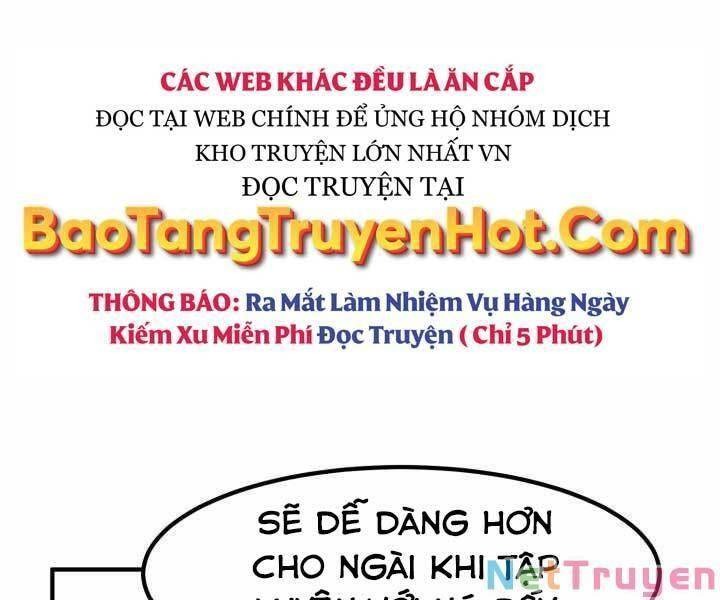 CÁC WEB KHÁC ĐỀU LÀ ĂN CẮP
ĐỌC TẠI WEB CHÍNH ĐỂ ỦNG HỘ NHÓM DỊCH
KHO TRUYỆN LỚN NHẤT VN
ĐỌC TRUYỆN TẠI
BaoTangTruyenHot.Com
THÔNG BÁO: Ra Mắt Làm Nhiệm Vụ Hàng Ngày
Kiếm Xu Miễn Phí Đọc Truyện ( Chỉ 5 Phút)
SẼ DỄ DÀNG HƠN
CHO NGÀI KHI TẬP
NetTruyen